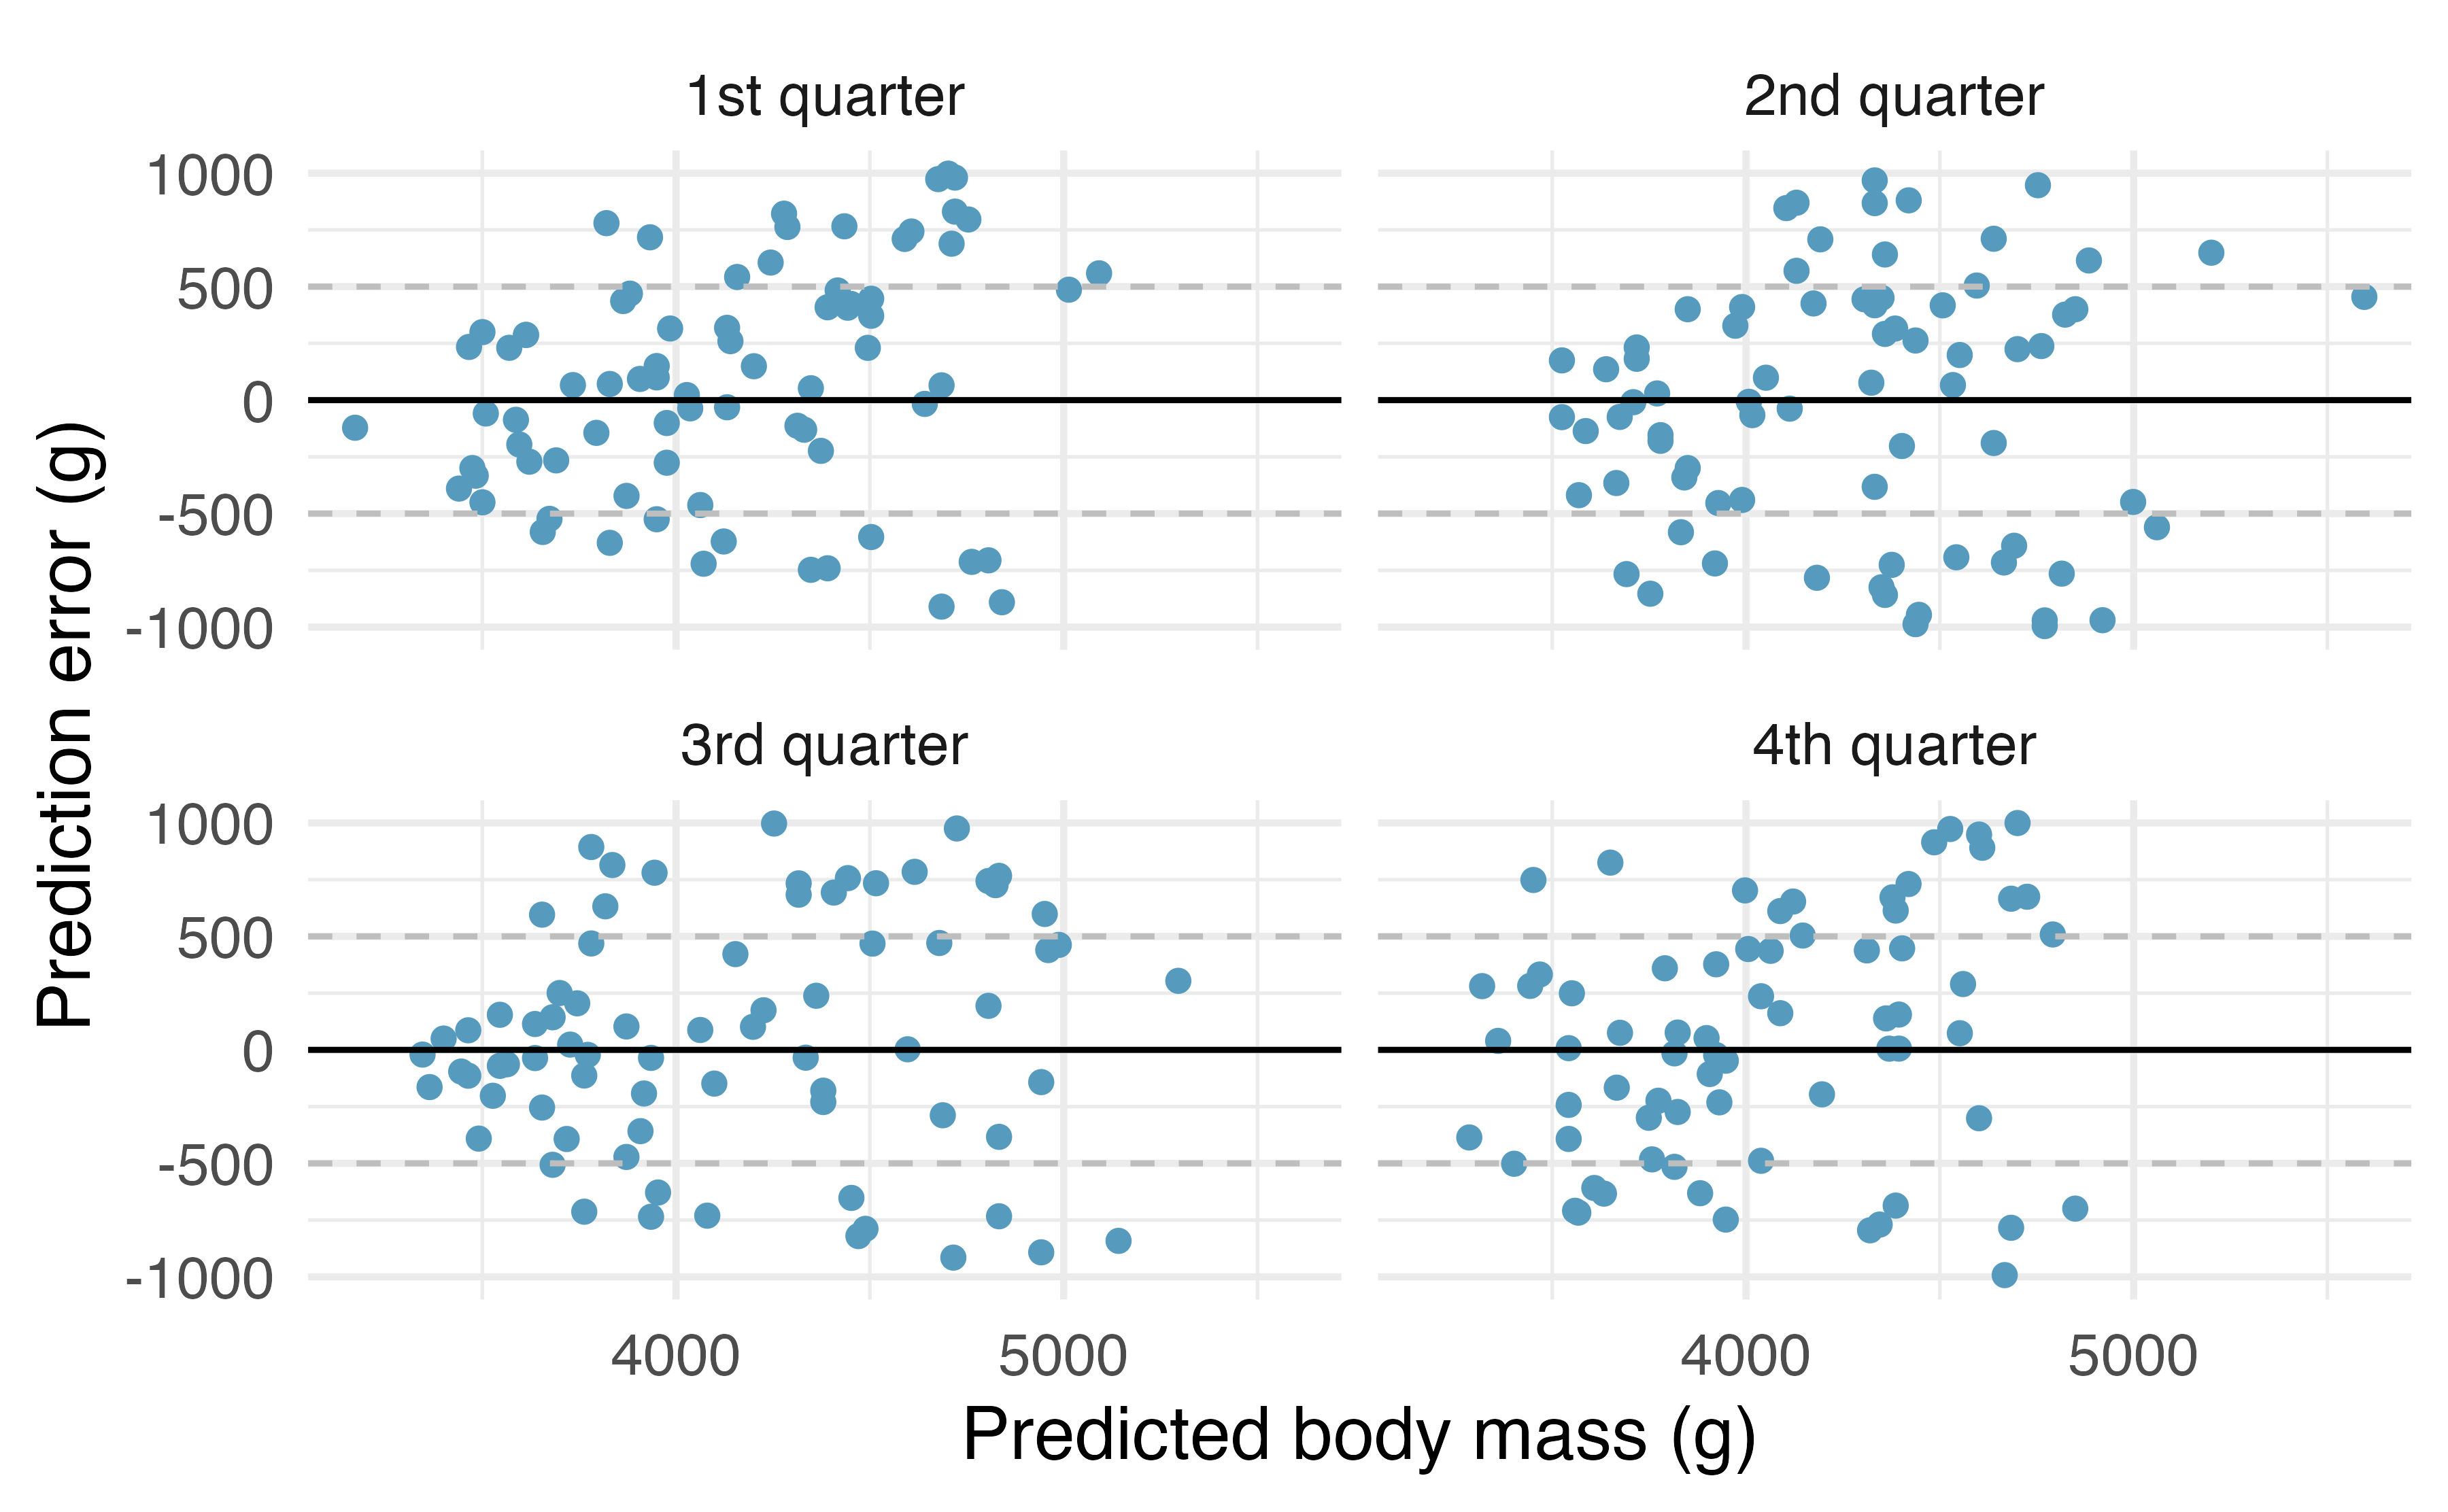 1st quarter
2nd quarter
1000
500
0
-500
-1000
3rd quarter
4th quarter
1000
500
0
-500
-1000
4000
5000
4000
5000
Predicted body mass (g)
Prediction error (g)